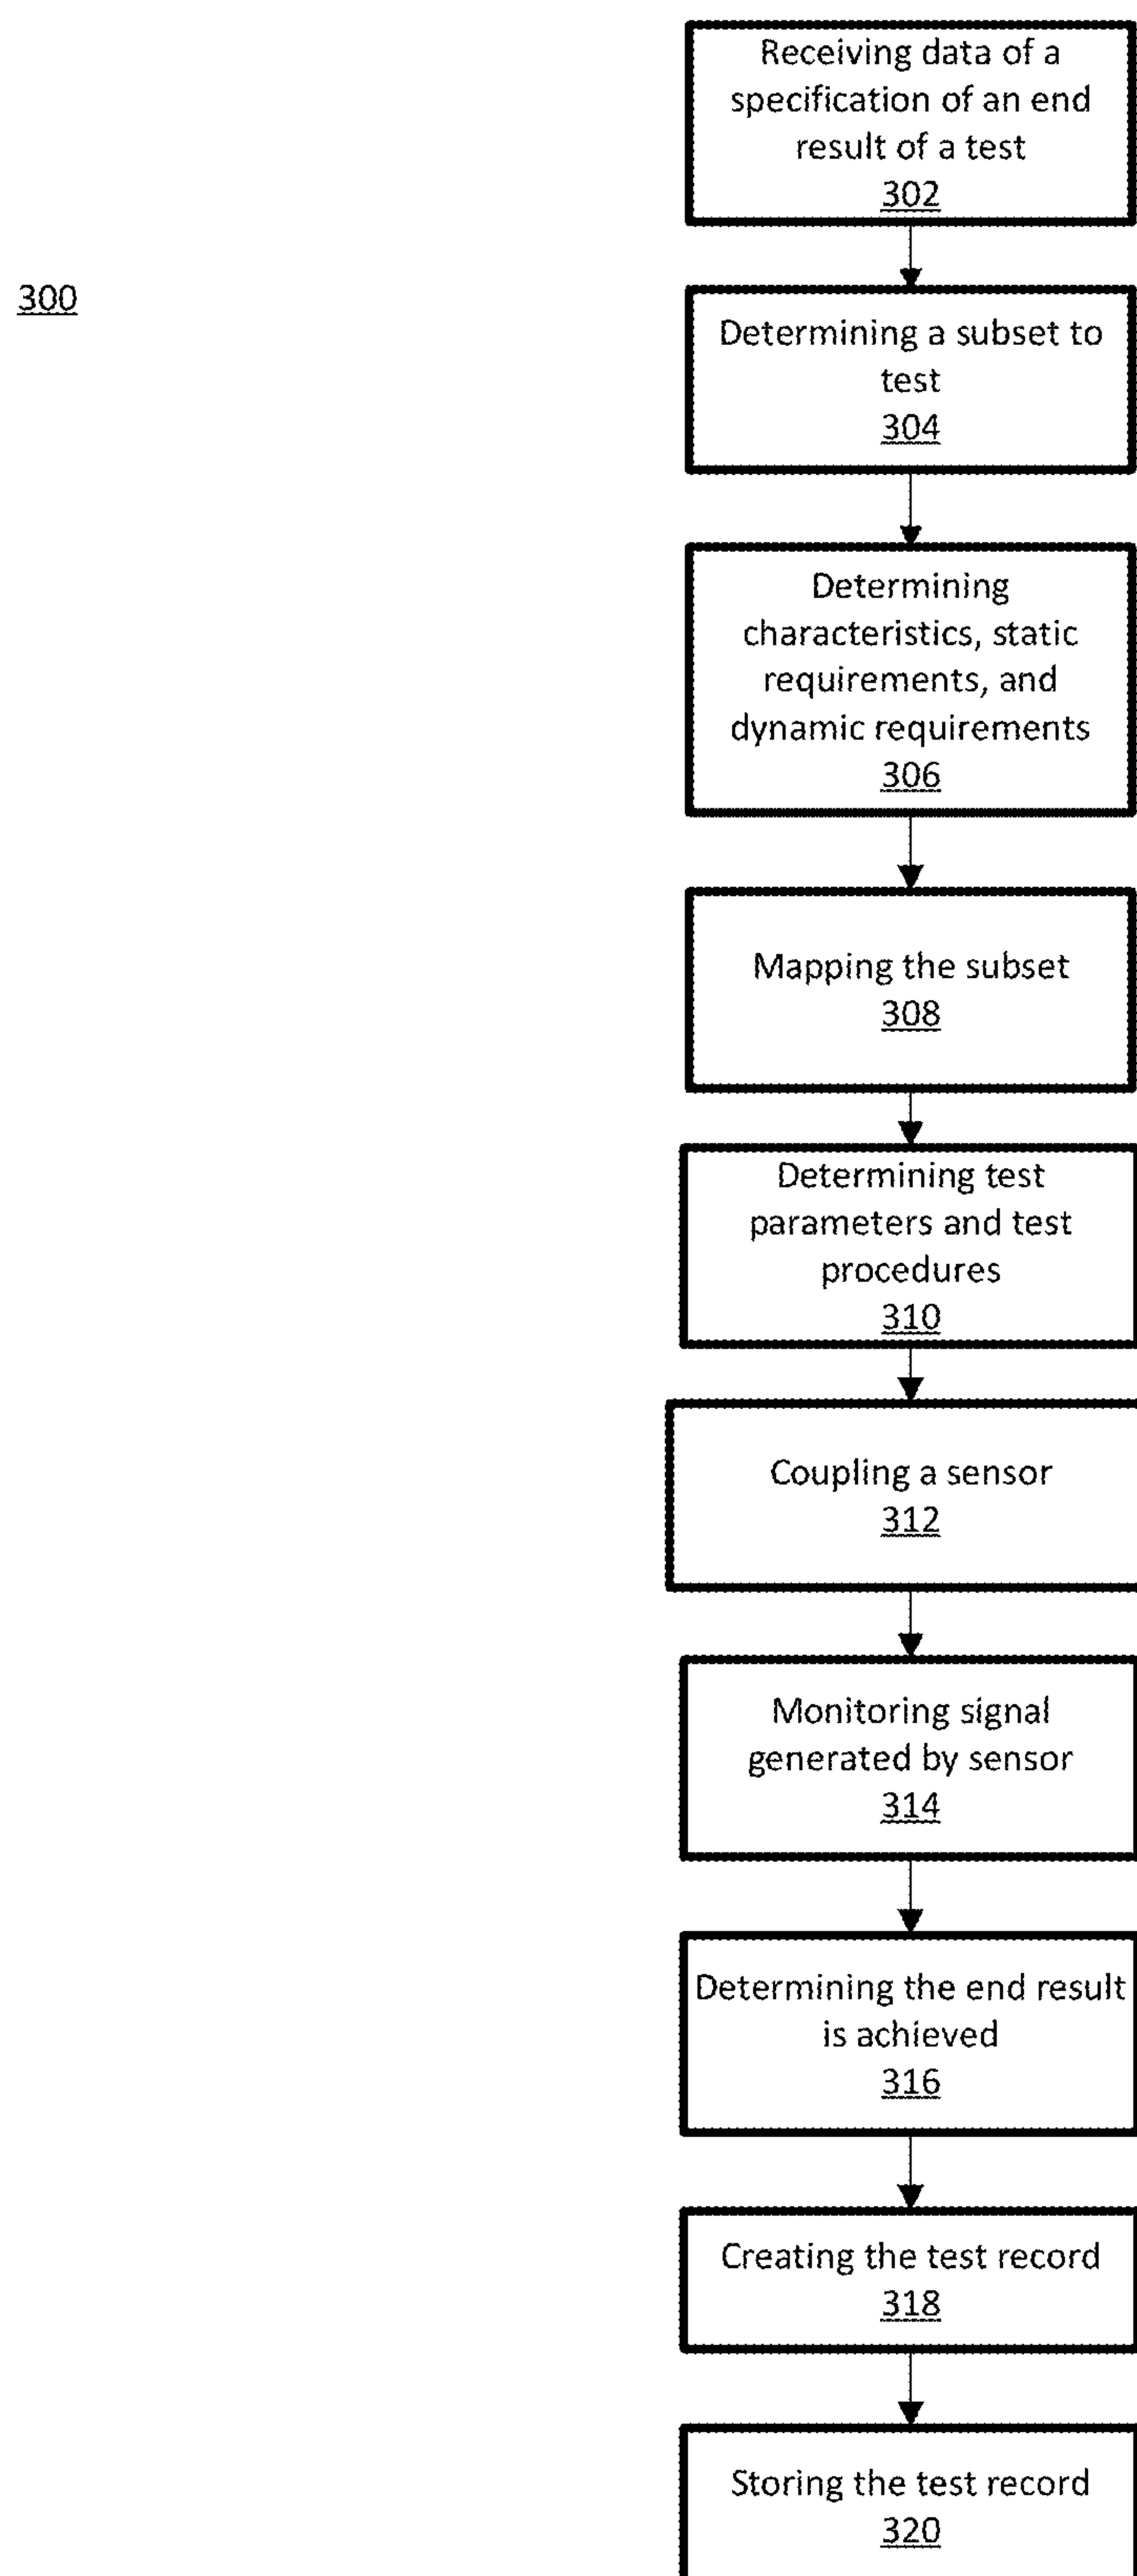 Receiving data of a
specification of an end
result of a test
302
300
Determining a subset to
test
304
Determining
characteristics, static
requirements, and
dynamic requirements
306
Mapping the subset
308
Determining test
parameters and test
procedures
310
Coupling a sensor
312
Monitoring signal
generated by sensor
314
Determining the end result
is achieved
316
Creating the test record
318
Storing the test record
320